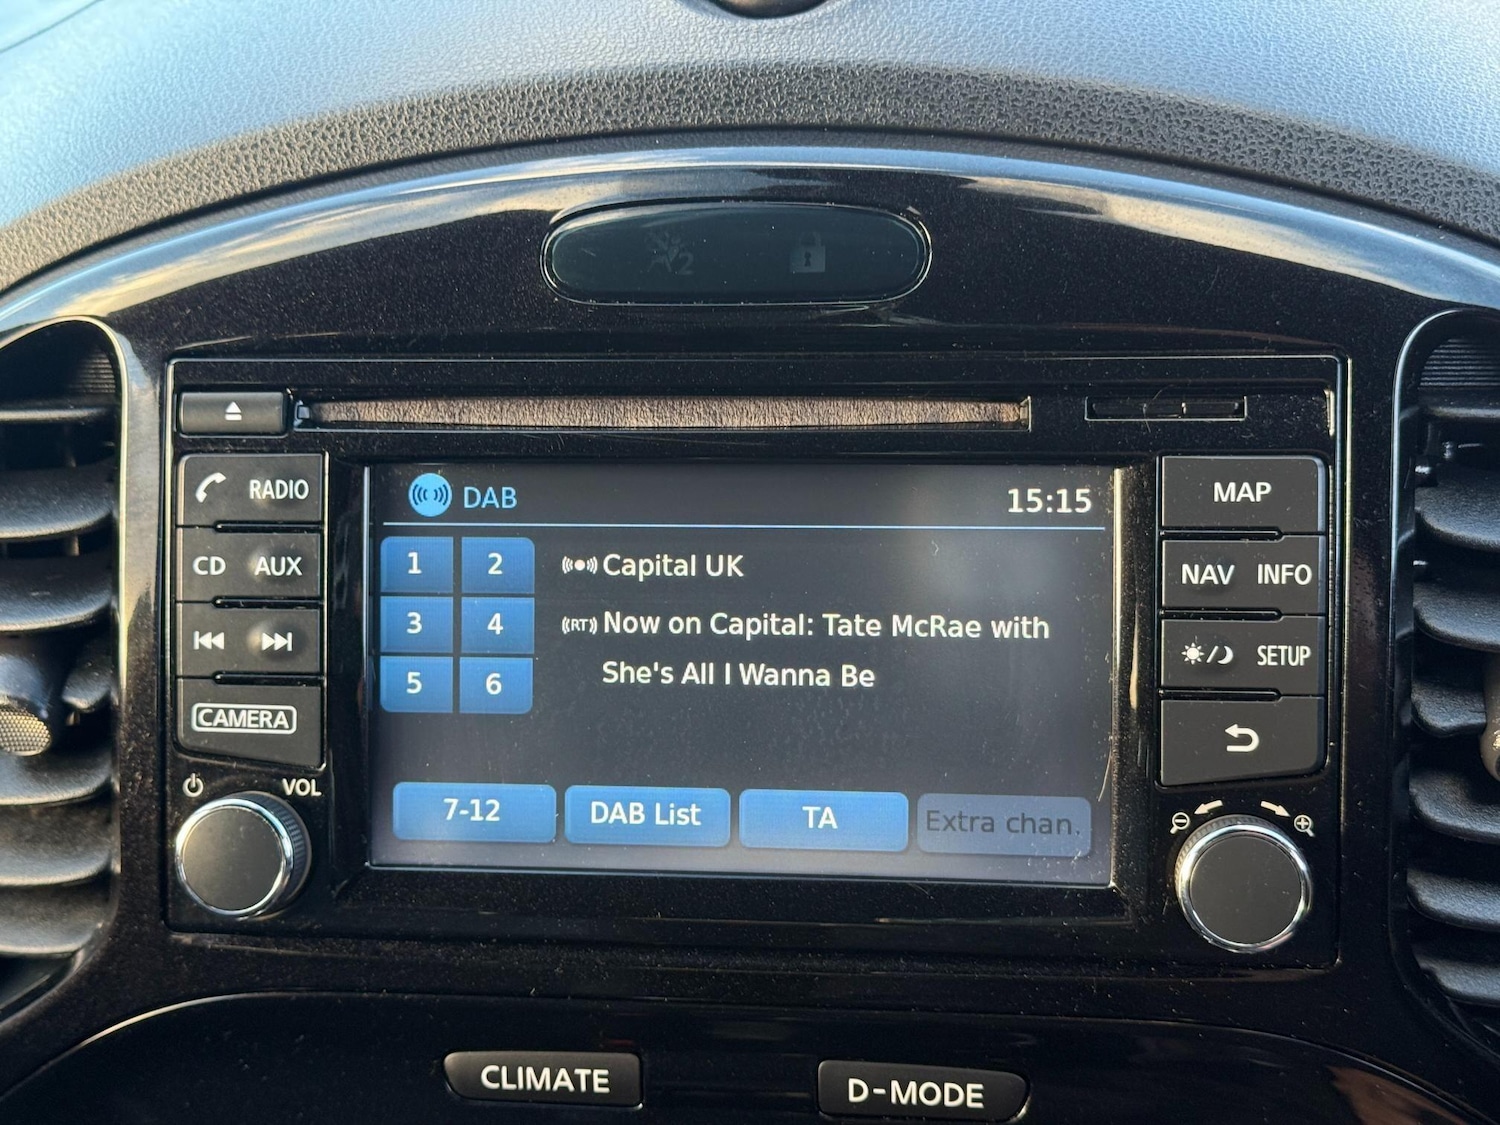 2
RADIO
CD AUX
CAMERA
VOL
DAB 15:15
1 2
3 4
5 6
Capital UK
(RT) Now on Capital: Tate McRae with
She's All I Wanna Be
7-12 DAB List TA Extra chan.
MAP
NAV INFO
SETUP
CLIMATE D-MODE